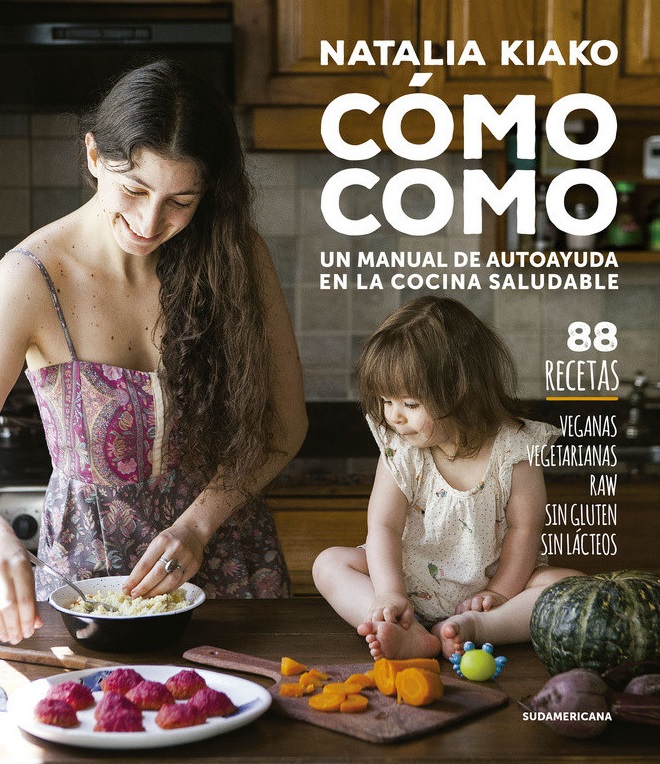 NATALIA KIAKO
CÓMO
COMO
UN MANUAL DE AUTOAYUDA
EN LA COCINA SALUDABLE
88
RECETAS
VEGANAS
VEGETARIANAS
RAW
SIN GLUTEN
SIN LÁCTEOS
SUDAMERICANA